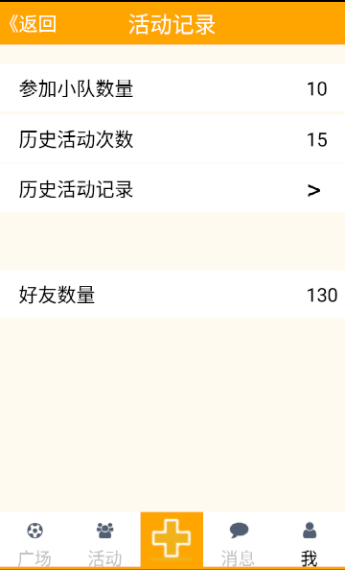 《返回 活动记录
参加小队数量 10
历史活动次数 15
历史活动记录 >
好友数量 130
广场 活动 消息 我